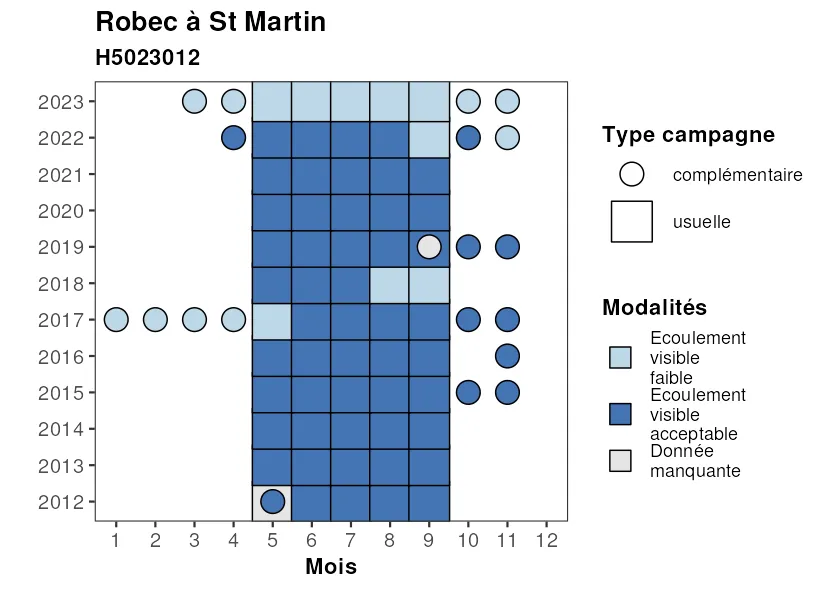 Robec à St Martin
H5023012
2023
2022
2021
2020
2019
2018
2017
2016
2015
2014
2013
2012
1 2 3 4 5 6 7 8 9 10 11 12
Mois
Type campagne
complémentaire
usuelle
Modalités
Ecoulement
visible
faible
Ecoulement
visible
acceptable
Donnée
manquante